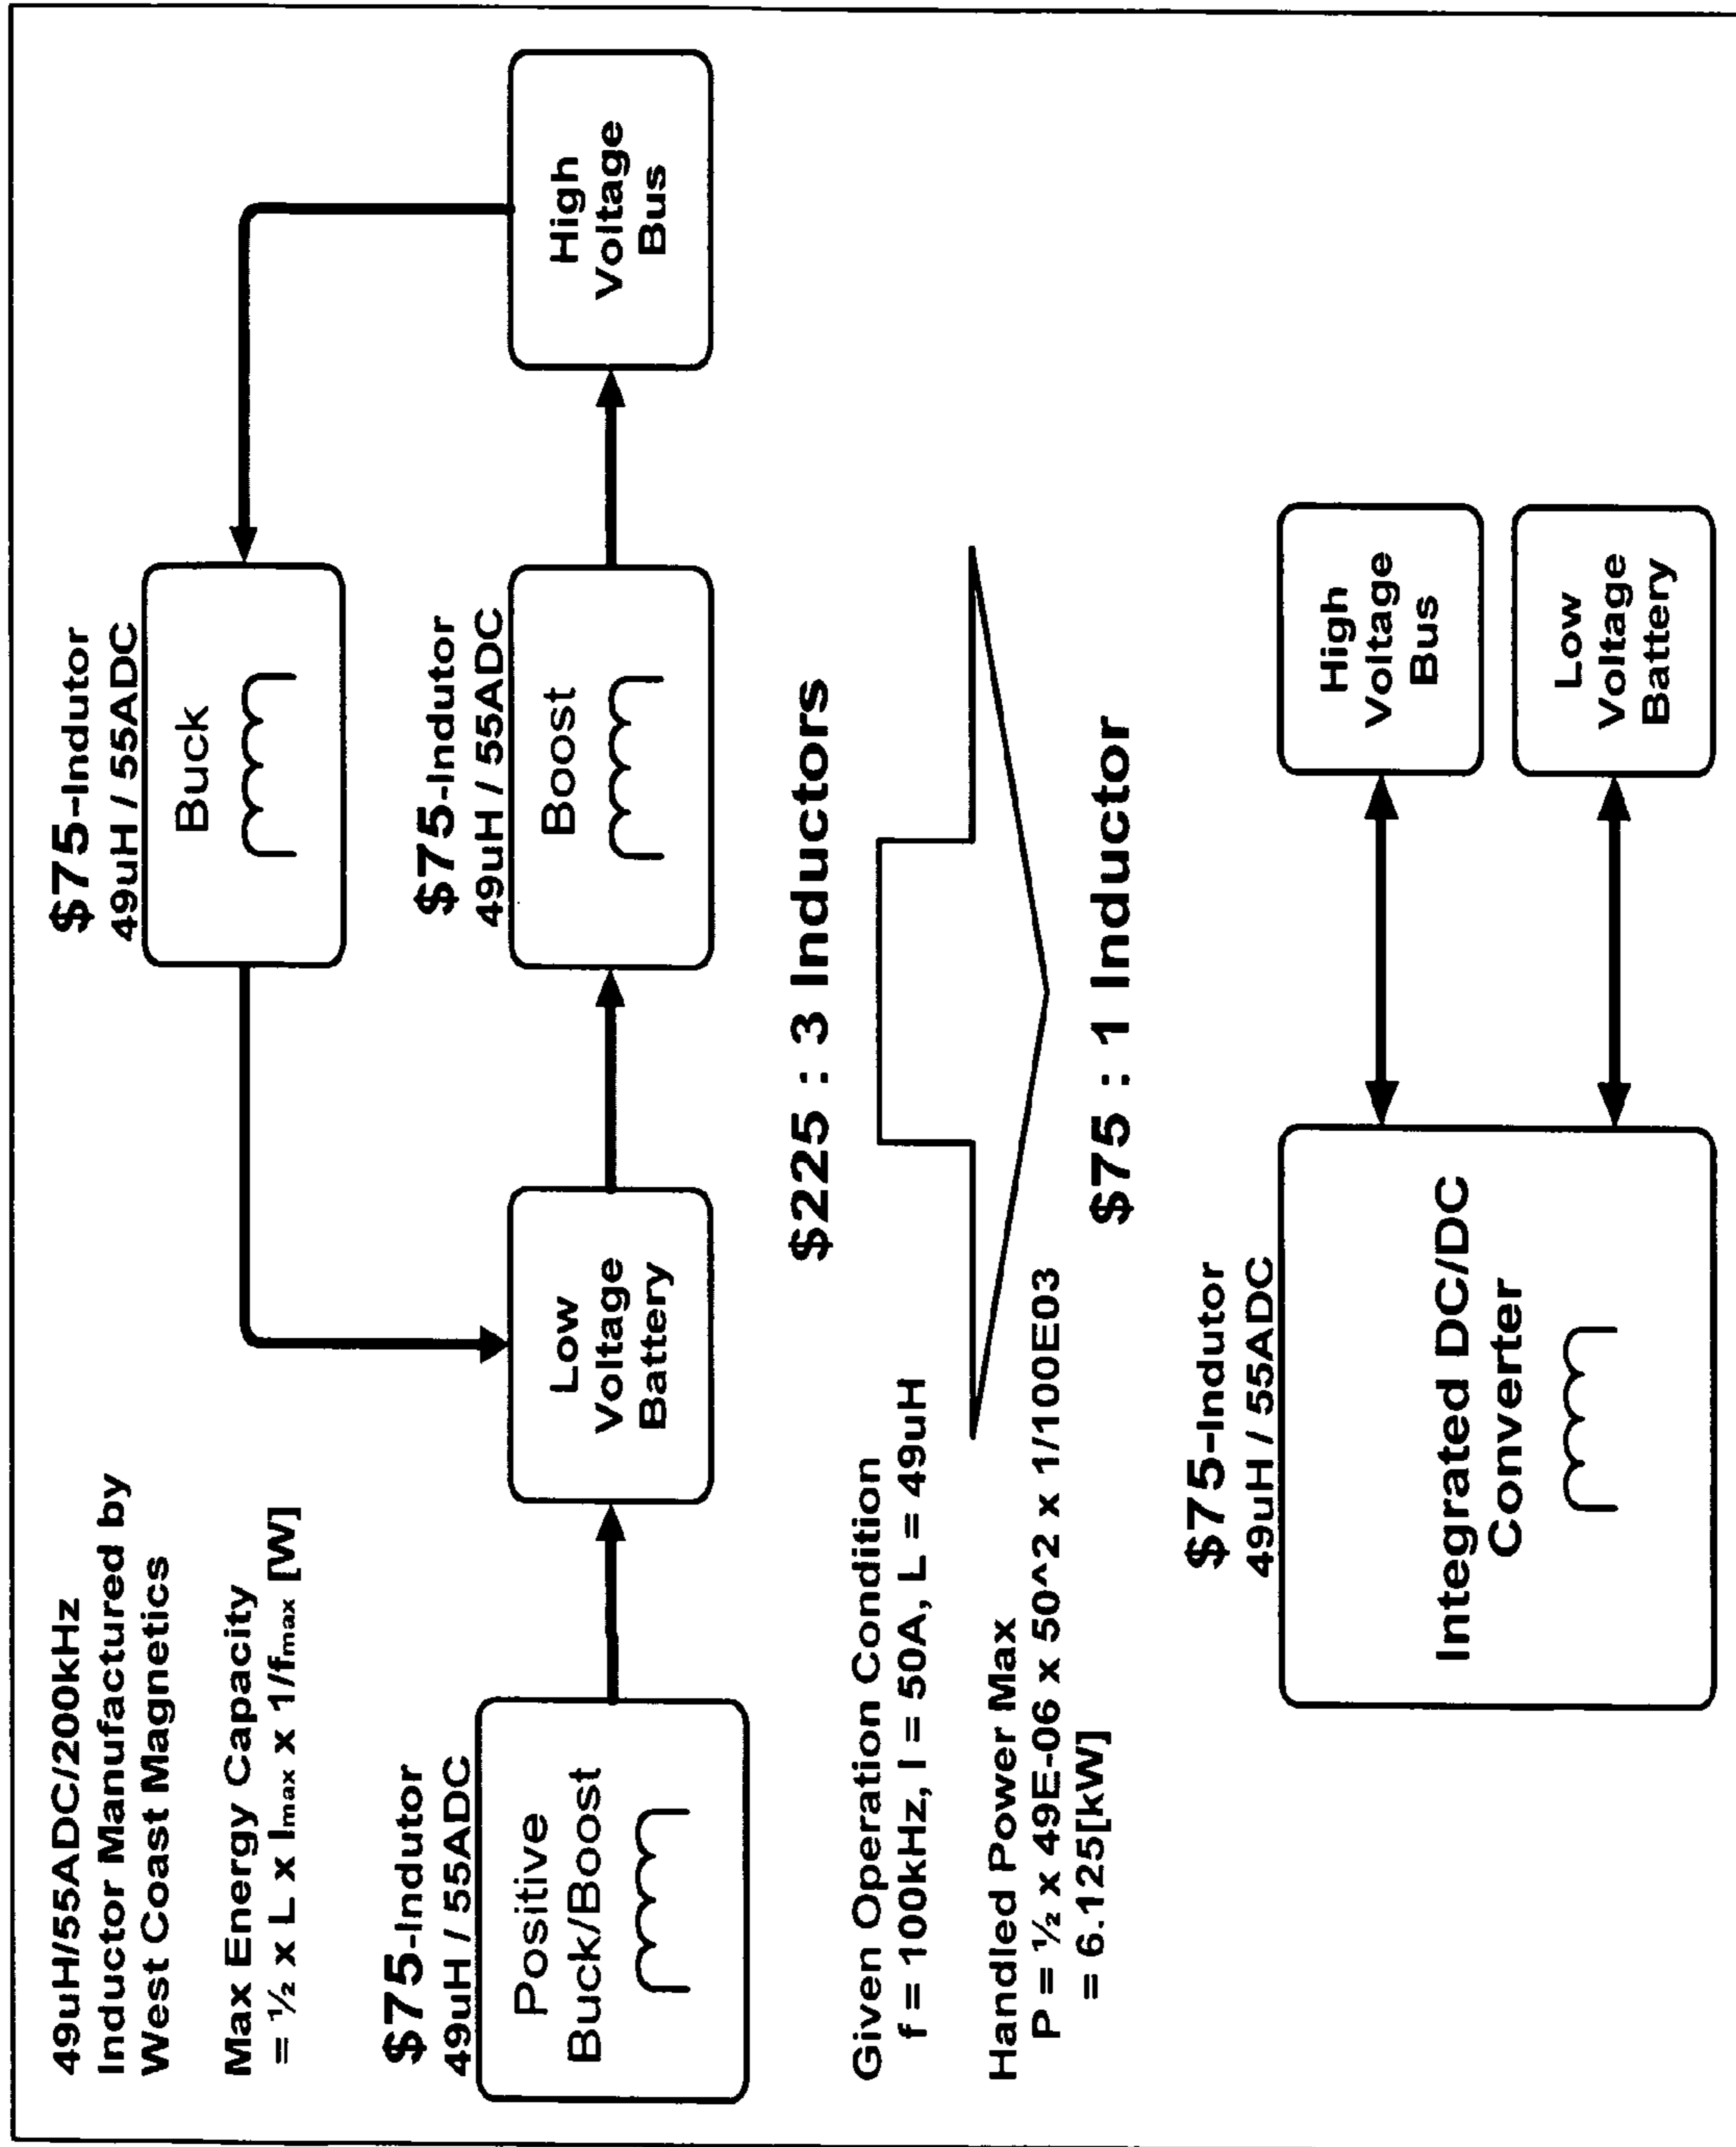 49uH/55ADC/200kHz
Inductor Manufactured by
West Coast Magnetics
Max Energy Capacity
= ½ x L x Imax x 1/fmax [W]
$75-Indutor
49uH / 55ADC
Buck
$75-Indutor
49uH / 55ADC
Positive
Buck/Boost
Low
Voltage
Battery
$75-Indutor
49uH / 55ADC
Boost
High
Voltage
Bus
$225 : 3 Inductors
Given Operation Condition
f = 100kHz, I = 50A, L = 49uH
Handled Power Max
P = ½ x 49E-06 x 50^2 x 1/100E03
= 6.125[kW]
$75 : 1 Inductor
$75-Indutor
49uH / 55ADC
Integrated DC/DC
Converter
High
Voltage
Bus
Low
Voltage
Battery